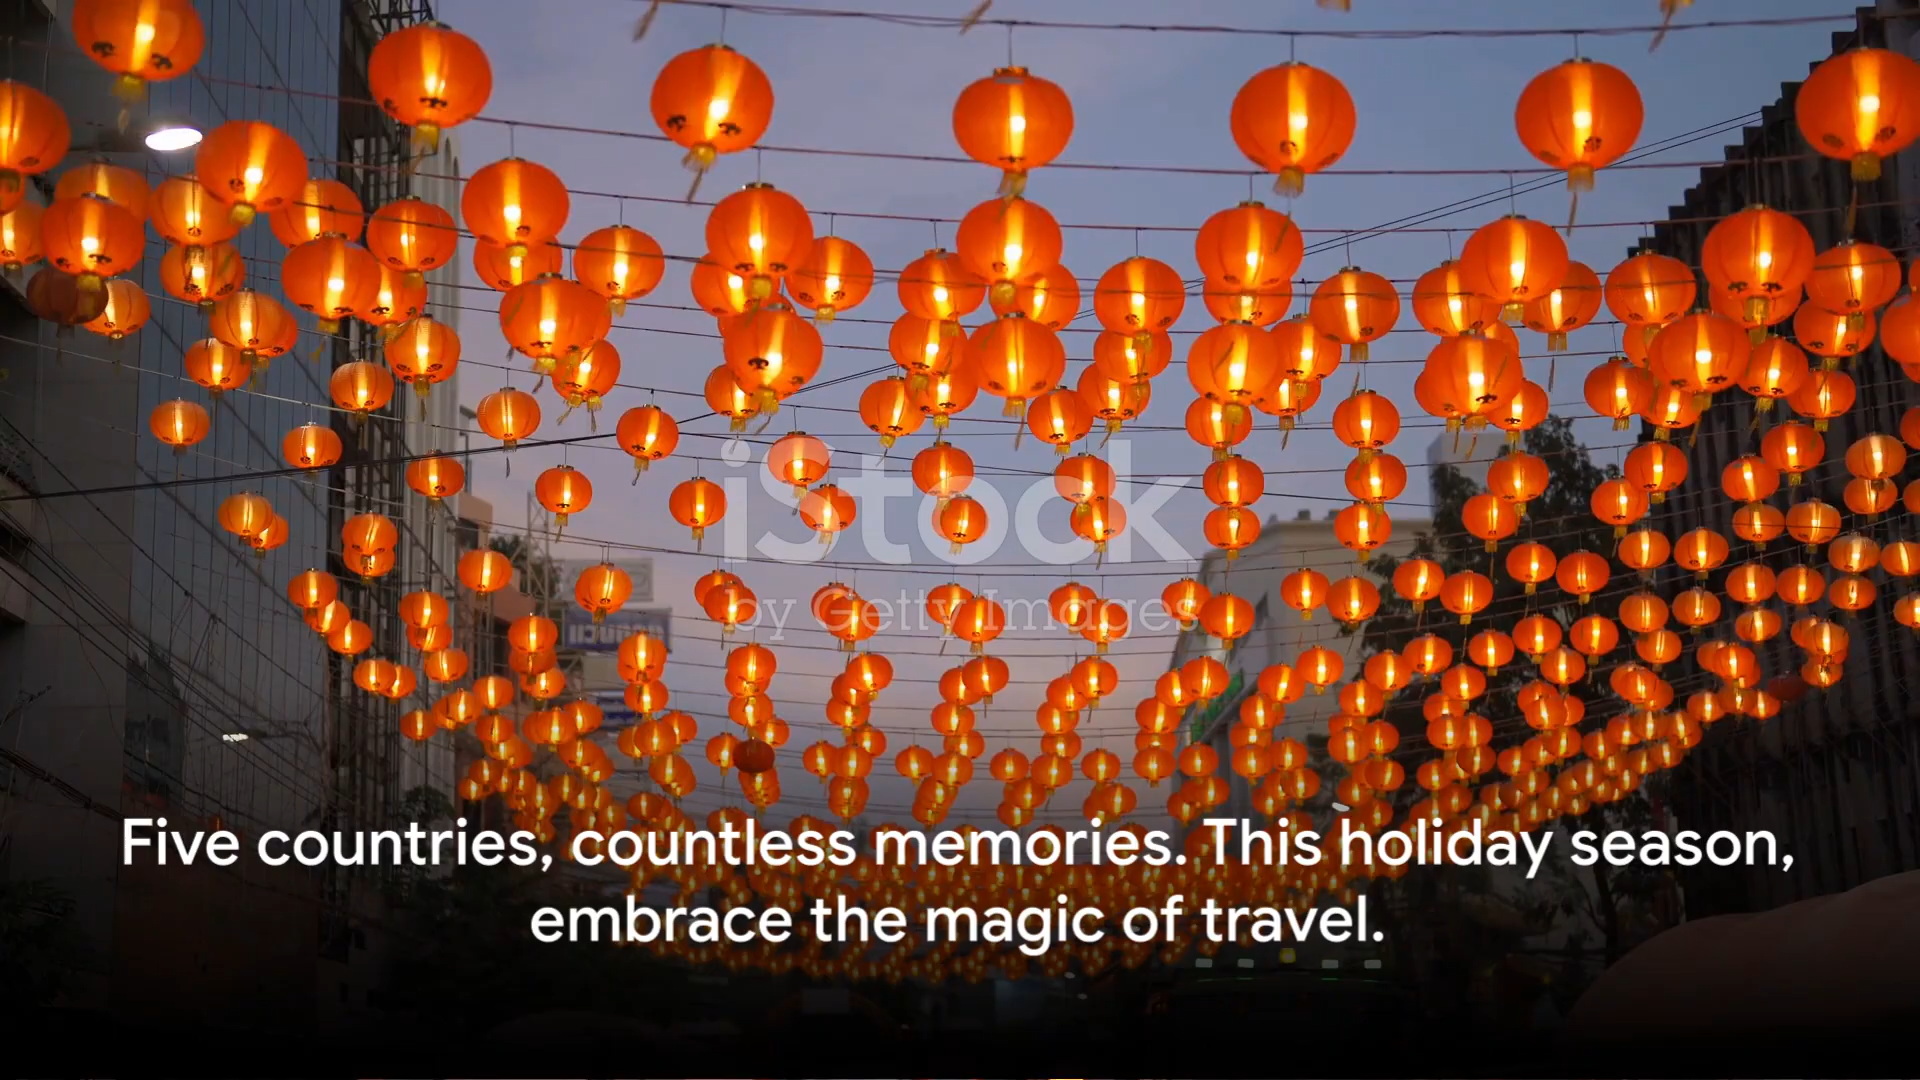 iStock
by Getty Images
Five countries, countless memories. This holiday season,
embrace the magic of travel.